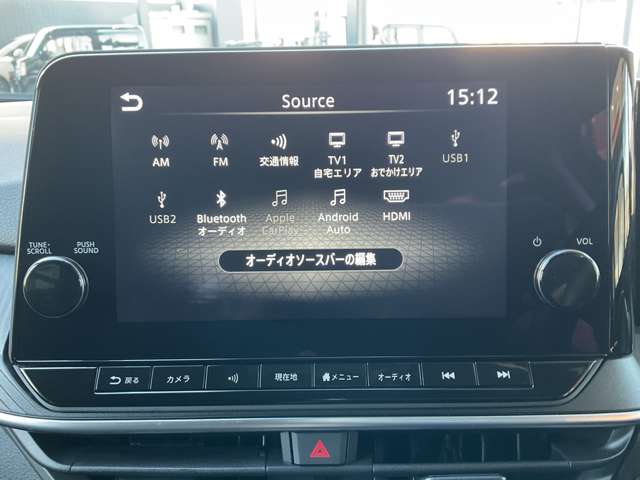 Source
15:12
AM
FM
交通情報
TV1
自宅エリア
TV2
おでかけエリア
USB1
USB2
Bluetooth
オーディオ
Apple
CarPlay
Android
Auto
HDMI
HDMI
オーディオソースバーの編集
TUNE・
SCROLL
PUSH
SOUND
VOL
戻る
カメラ
現在地
メニュー
オーディオ